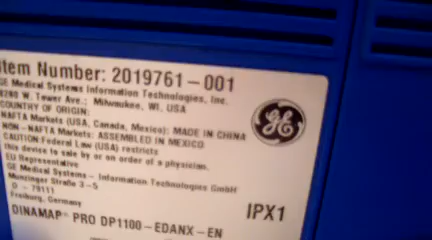 Item Number: 2019761-001
GE Medical Systems Information Technologies, Inc.
8200 W. Tower Ave.; Milwaukee, WI. USA
COUNTRY OF ORIGIN:
NAFTA Markets (USA, Canada, Mexico): MADE IN CHINA
NON-NAFTA Markets: ASSEMBLED IN MEXICO
CAUTION Federal Law (USA) restricts
this device to sale by or on order of a physician.
EU Representative
GE Medical Systems - Information Technologies GmbH
Munzinger Straße 3-5
D - 79111
Freiburg, Germany
GE
IPX1
DINAMAP® PRO DP1100-EDANX-EN